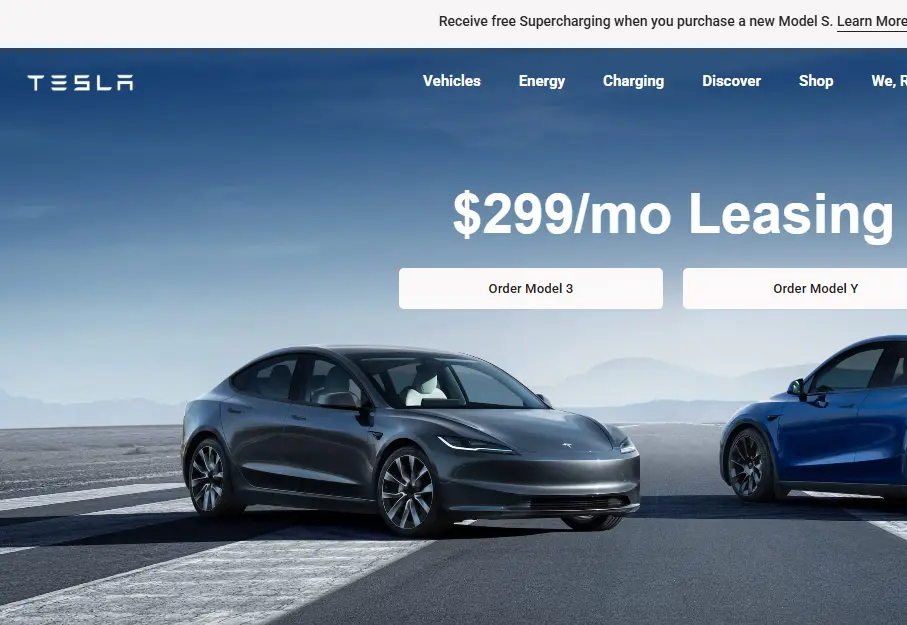 Receive free Supercharging when you purchase a new Model S. Learn More
TESLA Vehicles Energy Charging Discover Shop We, R
$299/mo Leasing
Order Model 3 Order Model Y